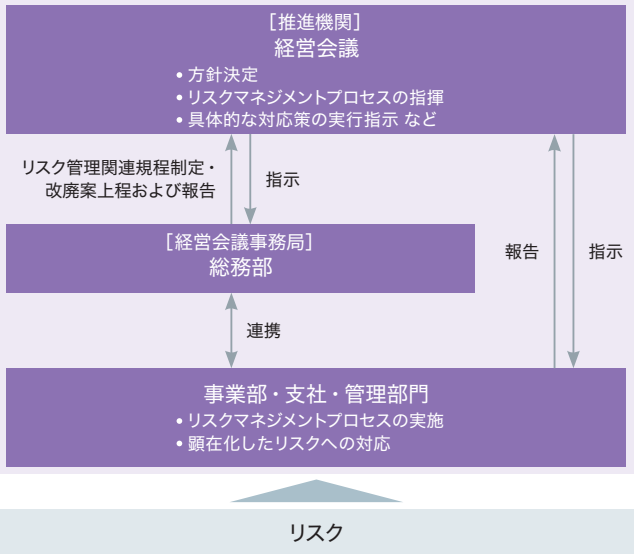 ［推進機関］
経営会議
• 方針決定
• リスクマネジメントプロセスの指揮
• 具体的な対応策の実行指示 など
リスク管理関連規程制定・
改廃案上程および報告
指示
［経営会議事務局］
総務部
報告
指示
連携
事業部・支社・管理部門
• リスクマネジメントプロセスの実施
• 顕在化したリスクへの対応
リスク